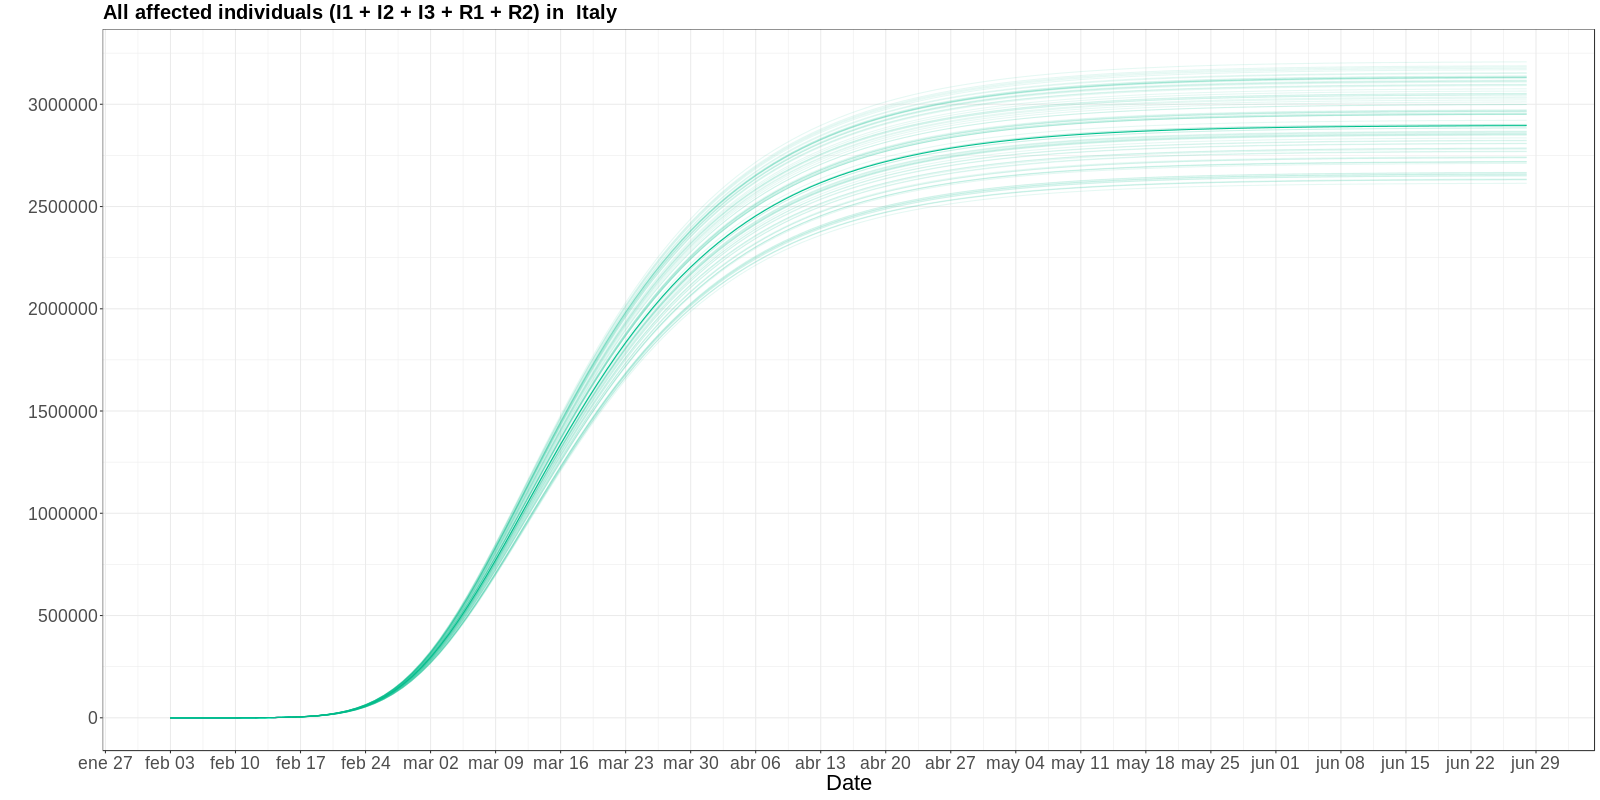 All affected individuals (I1 + I2 + I3 + R1 + R2) in  Italy
3000000
2500000
2000000
1500000
1000000
500000
0
ene 27 feb 03 feb 10 feb 17 feb 24 mar 02 mar 09 mar 16 mar 23 mar 30 abr 06 abr 13 abr 20 abr 27 may 04 may 11 may 18 may 25 jun 01 jun 08 jun 15 jun 22 jun 29
Date